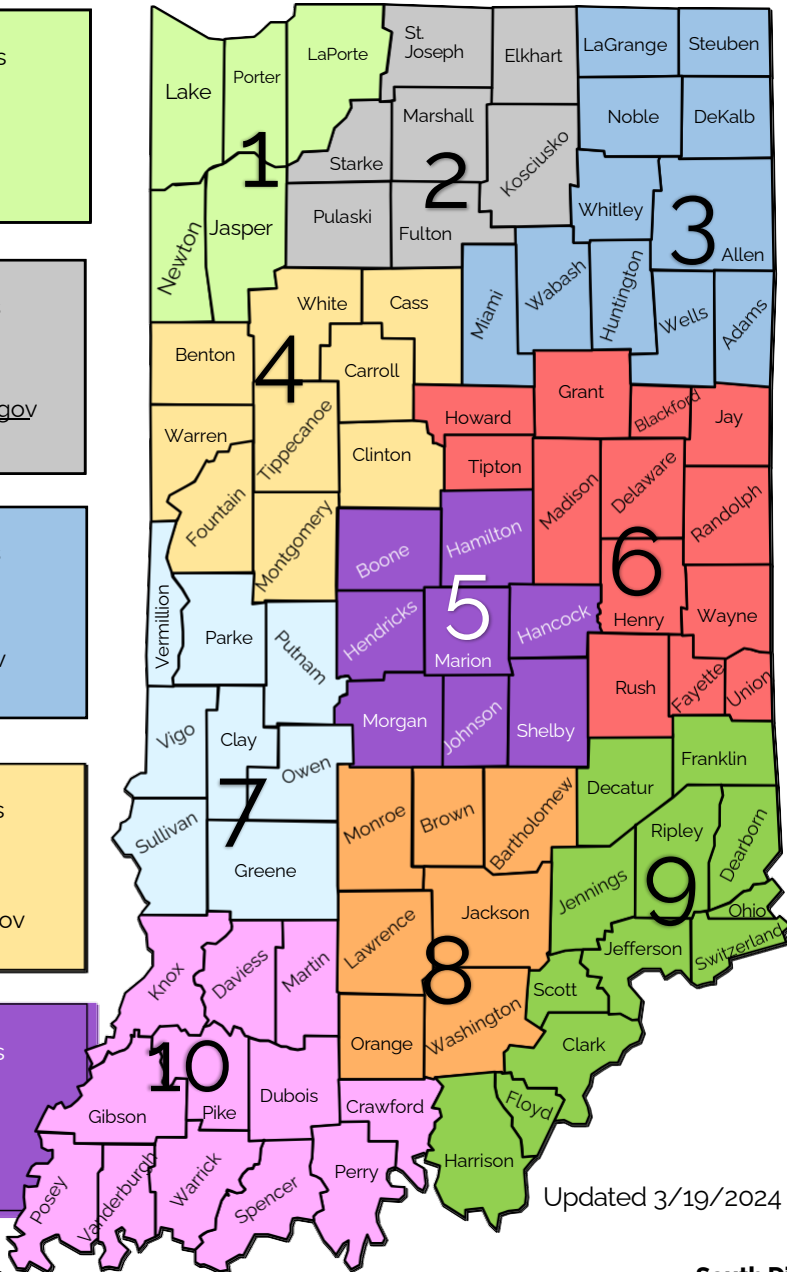 s
gov
v
s
ov
s
St.
Joseph
LaPorte
Elkhart
LaGrange
Steuben
Porter
Lake
Marshall
Noble
DeKalb
1
Starke
2
Kosciusko
Whitley
3
Pulaski
Fulton
Jasper
Newton
Allen
White
Cass
Miami
Wabash
Huntington
Wells
Adams
Benton
4
Carroll
Grant
Blackford
Jay
Howard
Warren
Tippecanoe
Clinton
Tipton
Madison
Delaware
Randolph
Fountain
Montgomery
Boone
Hamilton
6
Henry
Wayne
Vermillion
Parke
Putnam
Hendricks
5
Marion
Hancock
Rush
Fayette
Union
Vigo
Clay
Owen
Morgan
Johnson
Shelby
Franklin
Decatur
7
Sullivan
Greene
Monroe
Brown
Bartholomew
Ripley
Dearborn
Jennings
9
Ohio
Lawrence
Jackson
Jefferson
Switzerland
8
Knox
Daviess
Martin
Scott
Orange
Washington
Clark
10
Gibson
Pike
Dubois
Crawford
Floyd
Harrison
Posey
Vanderburgh
Warrick
Spencer
Perry
Updated 3/19/2024